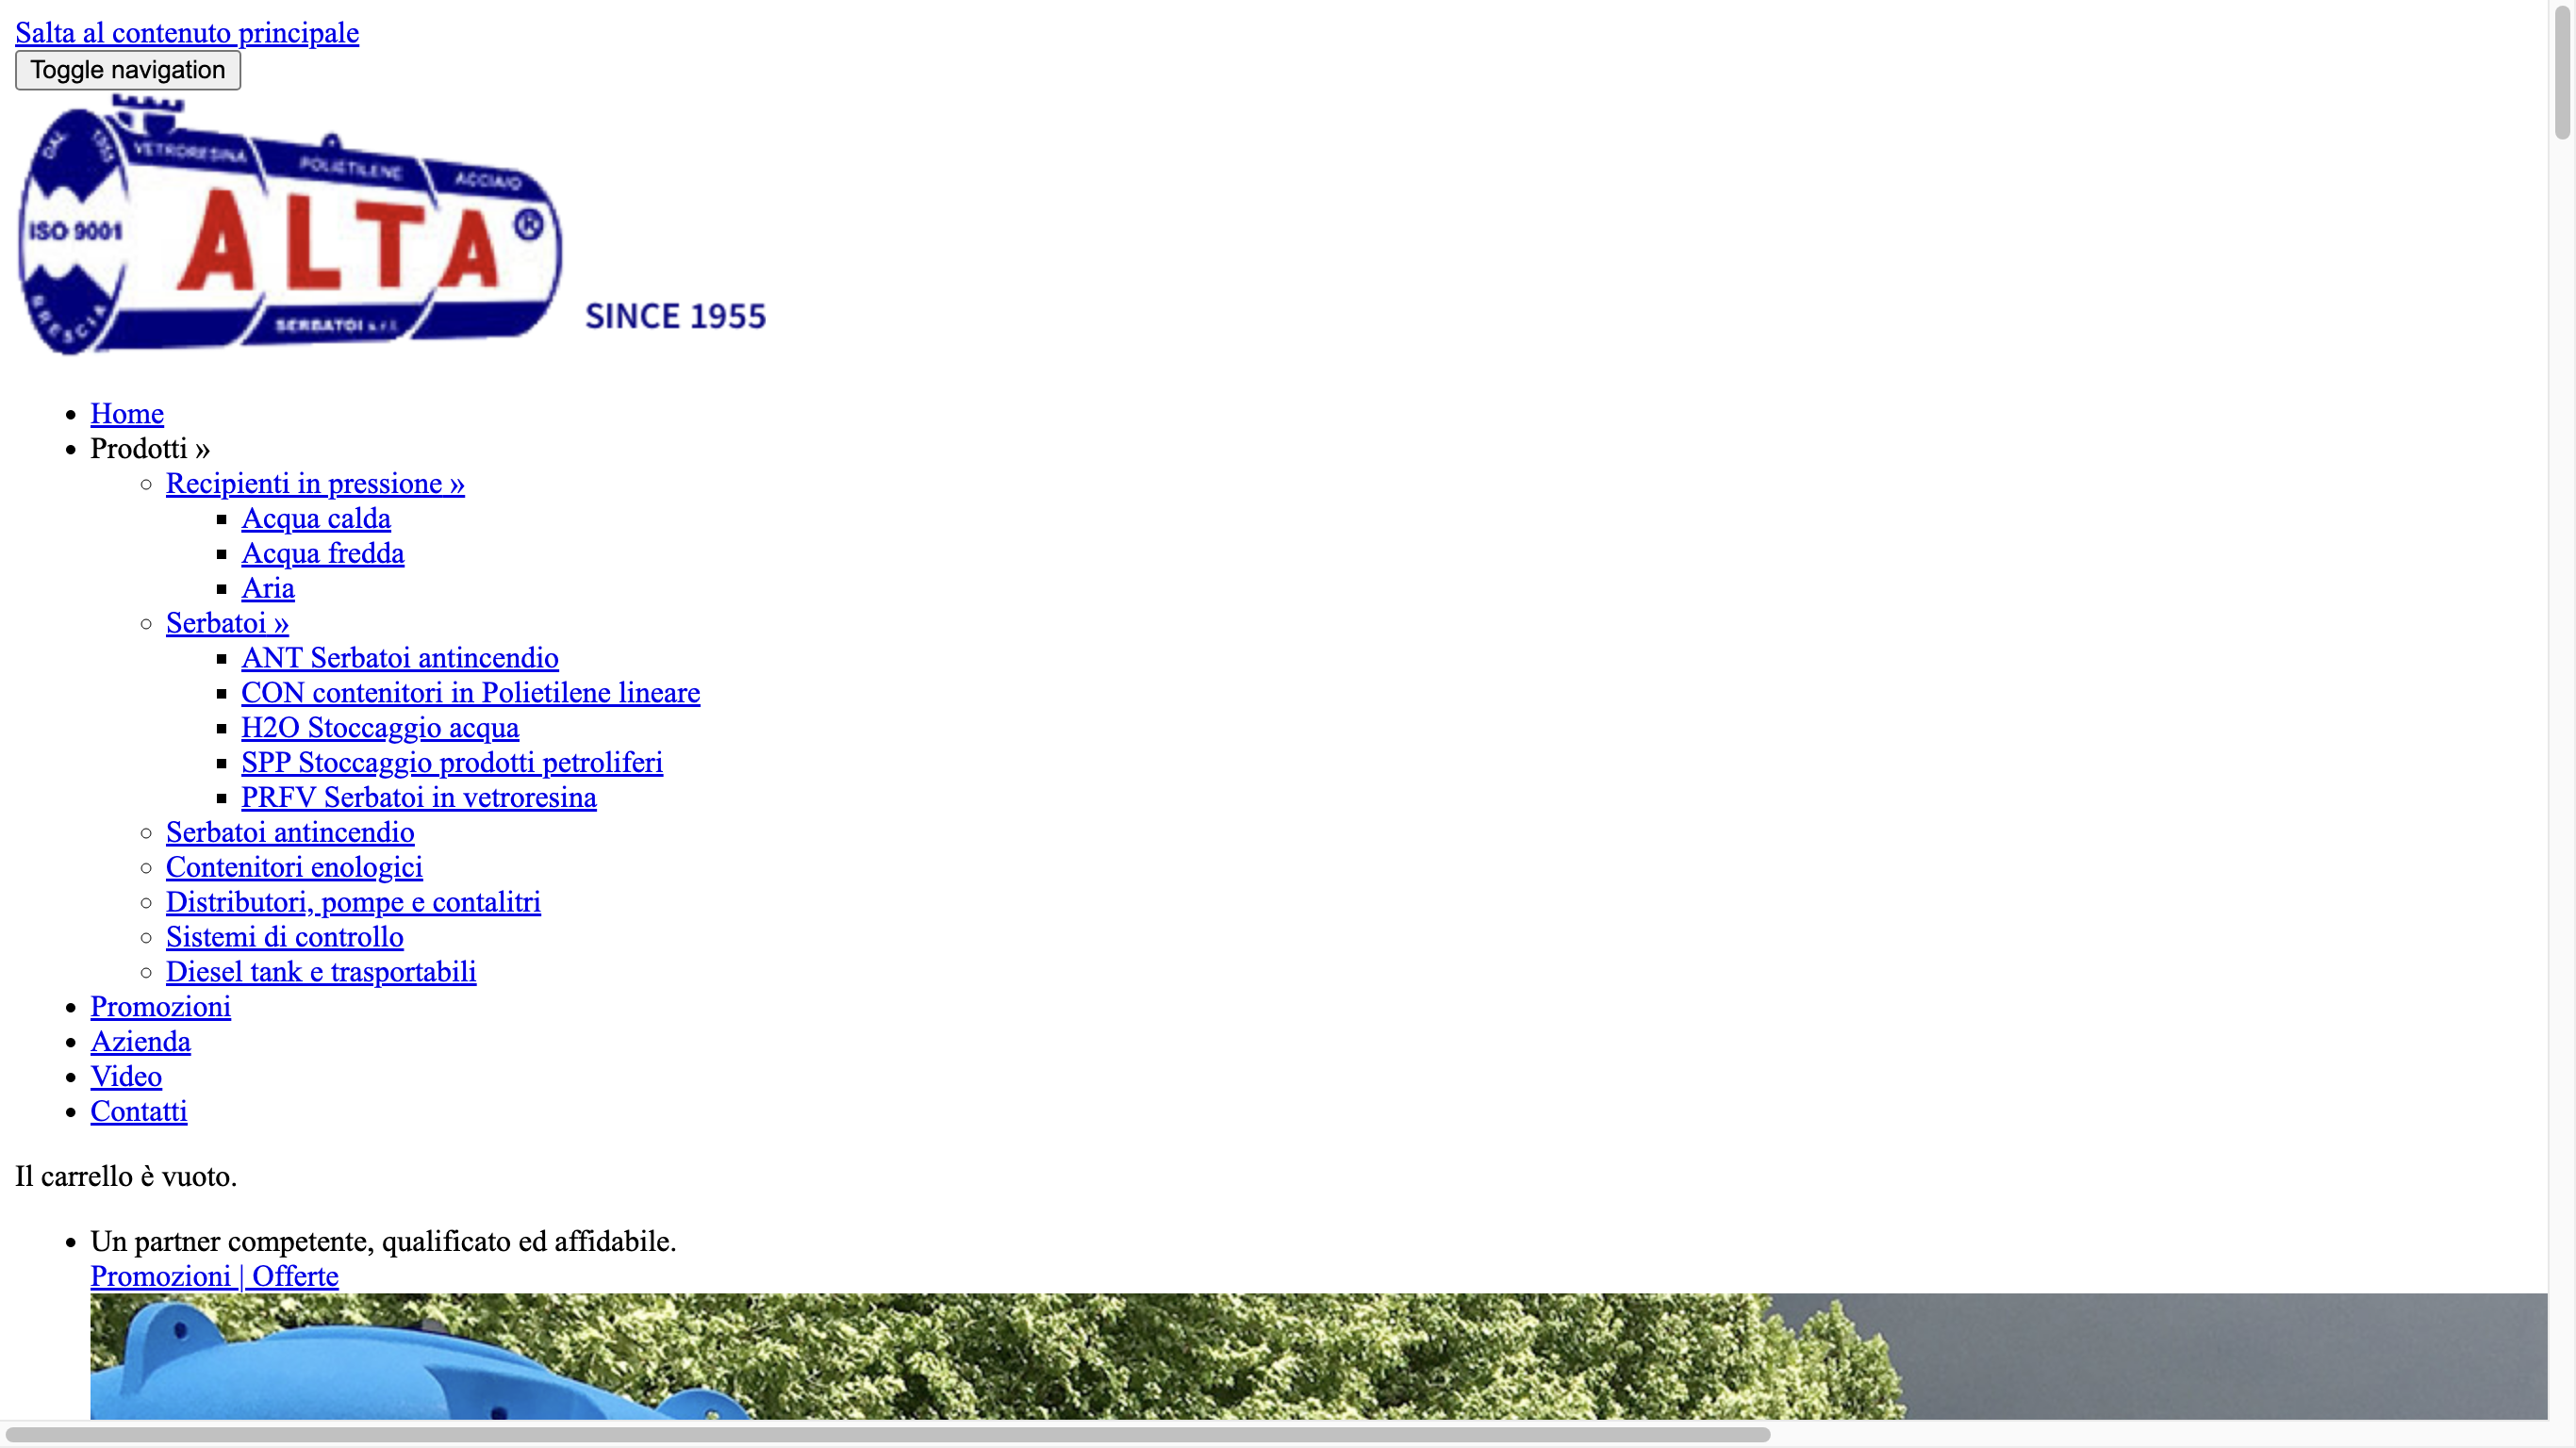 Salta al contenuto principale
Toggle navigation
DAL 1955
VETRORESINA
POLIETILENE
ACCIAIO
ISO 9001
ALTA®
BRESCIA
SERBATOI s.r.l.
SINCE 1955
Home
Prodotti »
Recipienti in pressione »
Acqua calda
Acqua fredda
Aria
Serbatoi »
ANT Serbatoi antincendio
CON contenitori in Polietilene lineare
H2O Stoccaggio acqua
SPP Stoccaggio prodotti petroliferi
PRFV Serbatoi in vetroresina
Serbatoi antincendio
Contenitori enologici
Distributori, pompe e contalitri
Sistemi di controllo
Diesel tank e trasportabili
Promozioni
Azienda
Video
Contatti
Il carrello è vuoto.
Un partner competente, qualificato ed affidabile.
Promozioni | Offerte